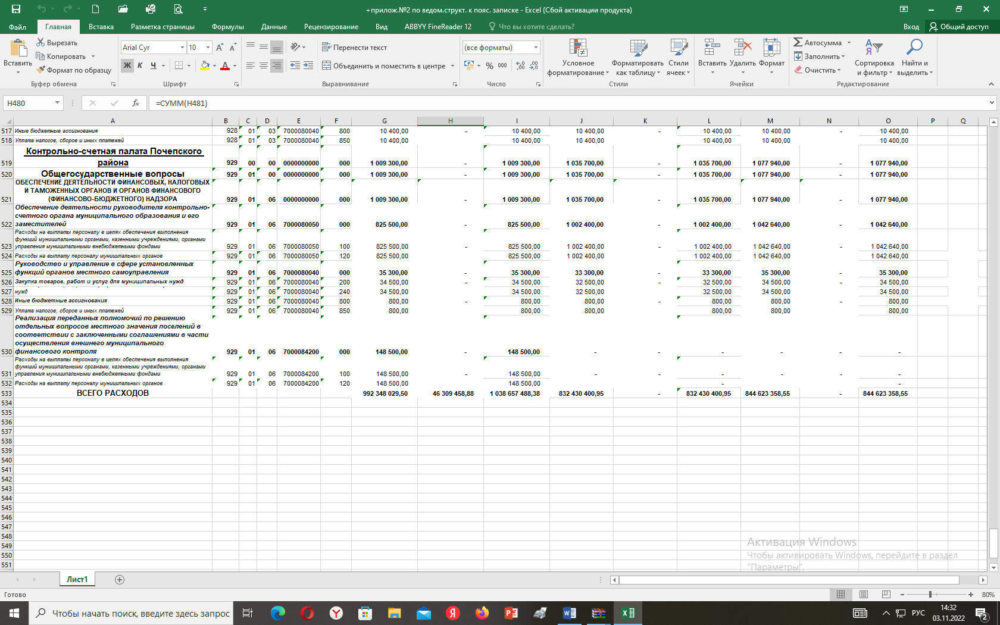 +прилож.№2 по ведом.структ. к пояс. записке - Excel (Сбой активации продукта)
Файл Главная Вставка Разметка страницы Формулы Данные Рецензирование Вид ABBYY FineReader 12 Что вы хотите сделать? Вход Общий доступ
Вставить
Вырезать
Копировать
Формат по образцу
Буфер обмена
Arial Cyr 10
Ж К Ч
Шрифт
Перенести текст
Объединить и поместить в центре
Выравнивание
(все форматы)
% 000
Число
Условное форматирование
Форматировать как таблицу
Стили ячеек
Стили
Вставить Удалить Формат
Ячейки
Автосумма
Заполнить
Очистить
Сортировка и фильтр
Найти и выделить
Редактирование
H480 fx =СУММ(H481)
A B C D E F G H I J K L M N O P Q
517 Иные бюджетные ассигнования 928 01 03 7000080040 800 10 400,00 - 10 400,00 10 400,00 - 10 400,00 10 400,00 - 10 400,00
518 Уплата налогов, сборов и иных платежей 928 01 03 7000080040 850 10 400,00 10 400,00 10 400,00 10 400,00 10 400,00 10 400,00
Контрольно-счетная палата Почепского
519 района 929 00 00 0000000000 000 1 009 300,00 - 1 009 300,00 1 035 700,00 - 1 035 700,00 1 077 940,00 - 1 077 940,00
520 Общегосударственные вопросы 929 01 00 0000000000 000 1 009 300,00 - 1 009 300,00 1 035 700,00 - 1 035 700,00 1 077 940,00 - 1 077 940,00
ОБЕСПЕЧЕНИЕ ДЕЯТЕЛЬНОСТИ ФИНАНСОВЫХ, НАЛОГОВЫХ
И ТАМОЖЕННЫХ ОРГАНОВ И ОРГАНОВ ФИНАНСОВОГО
521 (ФИНАНСОВО-БЮДЖЕТНОГО) НАДЗОРА 929 01 06 0000000000 000 1 009 300,00 - 1 009 300,00 1 035 700,00 - 1 035 700,00 1 077 940,00 - 1 077 940,00
Обеспечение деятельности руководителя контрольно-
счетного органа муниципального образования и его
522 заместителей 929 01 06 7000080050 000 825 500,00 - 825 500,00 1 002 400,00 - 1 002 400,00 1 042 640,00 - 1 042 640,00
Расходы на выплаты персоналу в целях обеспечения выполнения
функций муниципальными органами, казенными учреждениями, органами
523 управления муниципальными внебюджетными фондами 929 01 06 7000080050 100 825 500,00 - 825 500,00 1 002 400,00 - 1 002 400,00 1 042 640,00 - 1 042 640,00
524 Расходы на выплату персоналу муниципальных органов 929 01 06 7000080050 120 825 500,00 825 500,00 1 002 400,00 1 002 400,00 1 042 640,00 1 042 640,00
Руководство и управление в сфере установленных
525 функций органов местного самоуправления 929 01 06 7000080040 000 35 300,00 - 35 300,00 33 300,00 - 33 300,00 35 300,00 - 35 300,00
526 Закупка товаров, работ и услуг для муниципальных нужд 929 01 06 7000080040 200 34 500,00 - 34 500,00 32 500,00 - 32 500,00 34 500,00 - 34 500,00
527 нужд 929 01 06 7000080040 240 34 500,00 34 500,00 32 500,00 32 500,00 34 500,00 34 500,00
528 Иные бюджетные ассигнования 929 01 06 7000080040 800 800,00 - 800,00 800,00 - 800,00 800,00 - 800,00
529 Уплата налогов, сборов и иных платежей 929 01 06 7000080040 850 800,00 800,00 800,00 800,00 800,00 800,00
Реализация переданных полномочий по решению
отдельных вопросов местного значения поселений в
соответствии с заключенными соглашениями в части
осуществления внешнего муниципального
530 финансового контроля 929 01 06 7000084200 000 148 500,00 - 148 500,00 - - - - - -
Расходы на выплаты персоналу в целях обеспечения выполнения
функций муниципальными органами, казенными учреждениями, органами
531 управления муниципальными внебюджетными фондами 929 01 06 7000084200 100 148 500,00 - 148 500,00 - - - - - -
532 Расходы на выплату персоналу муниципальных органов 929 01 06 7000084200 120 148 500,00 148 500,00 - -
533 ВСЕГО РАСХОДОВ 992 348 029,50 46 309 458,88 1 038 657 488,38 832 430 400,95 - 832 430 400,95 844 623 358,55 - 844 623 358,55
534
535
536
537
538
539
540
541
542
543
544
545
546
547
548
549
550
551
Активация Windows
Чтобы активировать Windows, перейдите в раздел
"Параметры".
Лист1
Готово 80%
Чтобы начать поиск, введите здесь запрос
РУС
14:32
03.11.2022
2